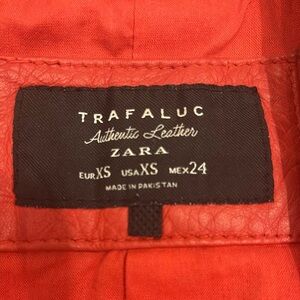 TRAFALUC
Authentic Leather
ZARA
EUR XS USA XS MEX 24
MADE IN PAKISTAN